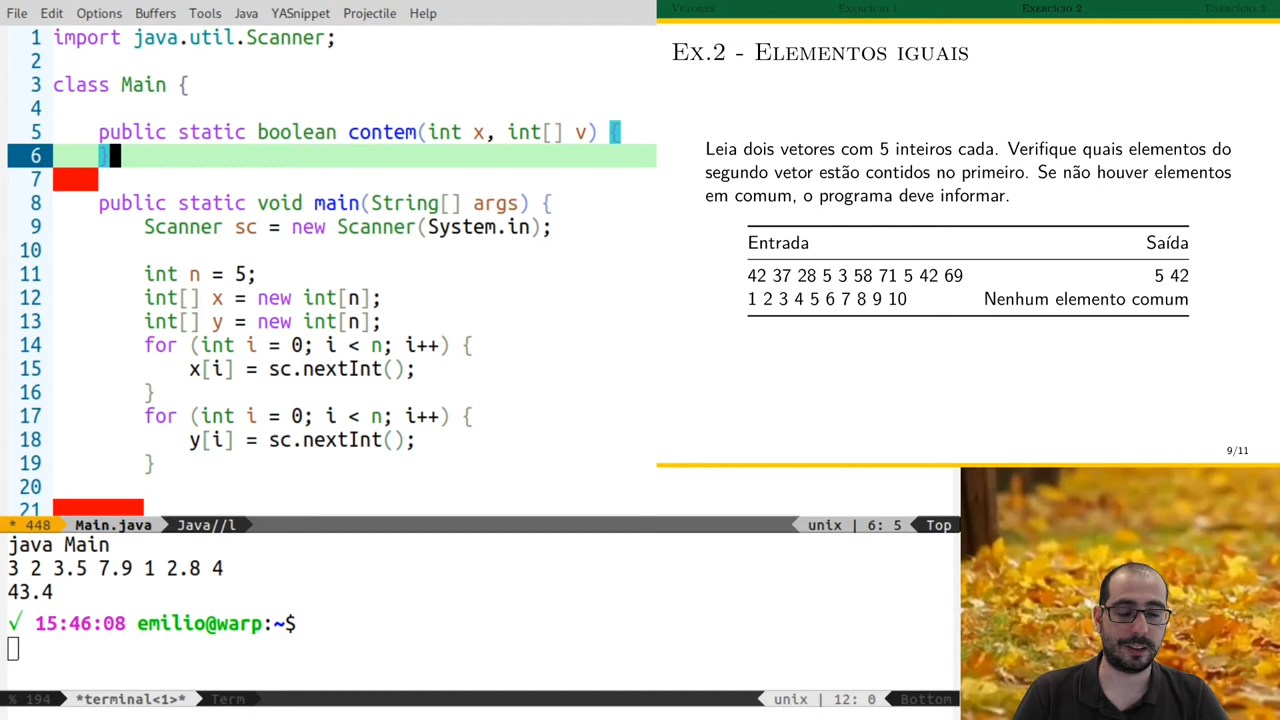 File Edit Options Buffers Tools Java YASnippet Projectile Help
1 import java.util.Scanner;
2
3 class Main {
4
5 public static boolean contem(int x, int[] v) {
6 }
7
8 public static void main(String[] args) {
9 Scanner sc = new Scanner(System.in);
10
11 int n = 5;
12 int[] x = new int[n];
13 int[] y = new int[n];
14 for (int i = 0; i < n; i++) {
15 x[i] = sc.nextInt();
16 }
17 for (int i = 0; i < n; i++) {
18 y[i] = sc.nextInt();
19 }
20
21
* 448 Main.java Java//l unix | 6: 5 Top
java Main
3 2 3.5 7.9 1 2.8 4
43.4
✓ 15:46:08 emilio@warp:~$
% 194 *terminal<1>* Term unix | 12: 0 Bottom
Vetores Exercício 1 Exercício 2 Exercício 3
Ex.2 - Elementos iguais
Leia dois vetores com 5 inteiros cada. Verifique quais elementos do
segundo vetor estão contidos no primeiro. Se não houver elementos
em comum, o programa deve informar.
Entrada Saída
42 37 28 5 3 58 71 5 42 69 5 42
1 2 3 4 5 6 7 8 9 10 Nenhum elemento comum
9/11